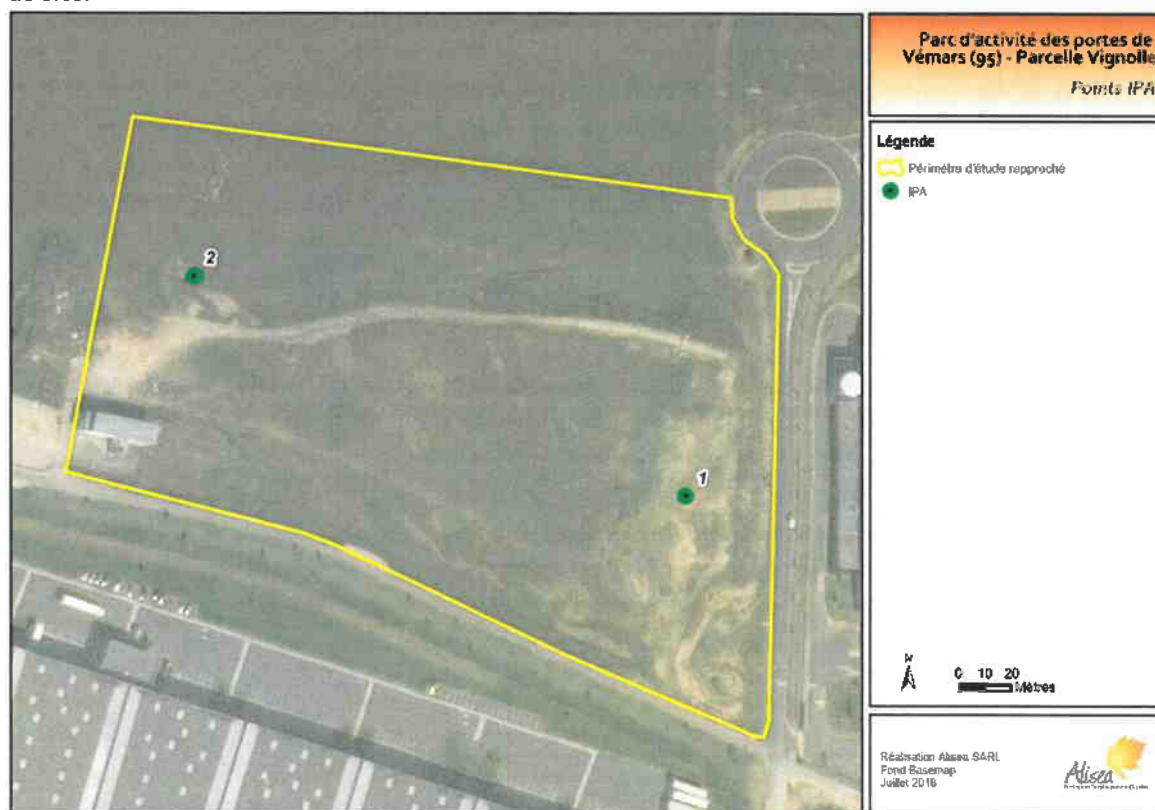 Parc d'activité des portes de
Vémars (95) - Parcelle Vignolle
Points IPA
Légende
Périmètre d'étude rapproché
IPA
2
1
N
0 10 20
Mètres
Réalisation Alisea SARL
Fond Basemap
Juillet 2018
Alisea